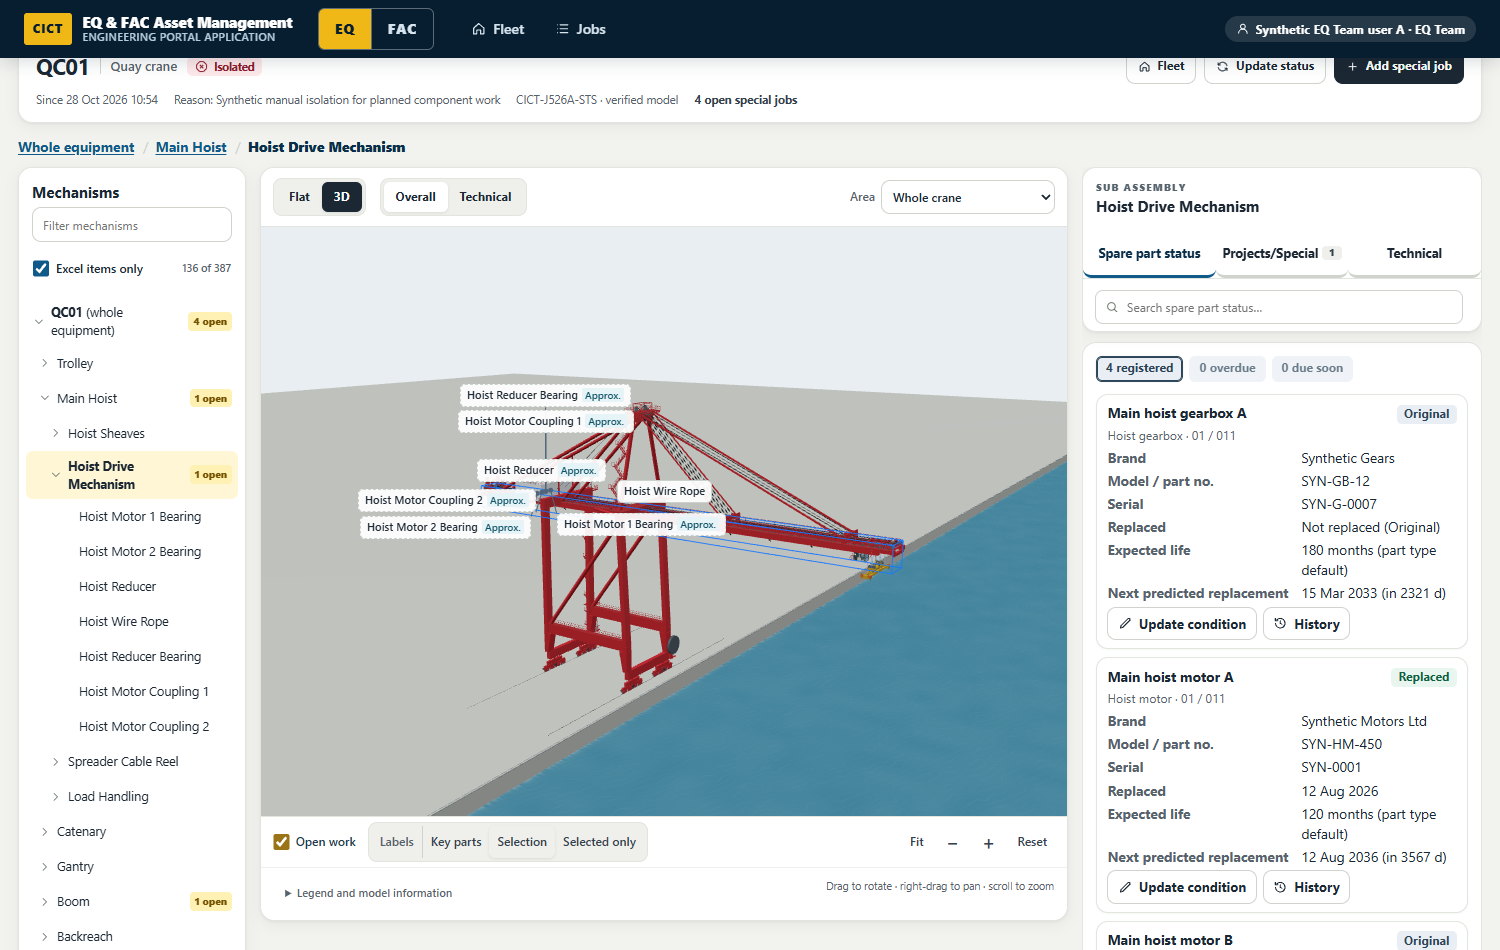 CICT
EQ & FAC Asset Management
ENGINEERING PORTAL APPLICATION
EQ
FAC
Fleet
Jobs
Synthetic EQ Team user A · EQ Team
QC01
Quay crane
Isolated
Fleet
Update status
+ Add special job
Since 28 Oct 2026 10:54
Reason: Synthetic manual isolation for planned component work
CICT-J526A-STS · verified model
4 open special jobs
Whole equipment / Main Hoist / Hoist Drive Mechanism
Mechanisms
Filter mechanisms
Excel items only
136 of 387
QC01 (whole
equipment)
4 open
Trolley
Main Hoist
1 open
Hoist Sheaves
Hoist Drive
Mechanism
1 open
Hoist Motor 1 Bearing
Hoist Motor 2 Bearing
Hoist Reducer
Hoist Wire Rope
Hoist Reducer Bearing
Hoist Motor Coupling 1
Hoist Motor Coupling 2
Spreader Cable Reel
Load Handling
Catenary
Gantry
Boom
1 open
Backreach
Flat
3D
Overall
Technical
Area
Whole crane
Hoist Reducer Bearing Approx.
Hoist Motor Coupling 1 Approx.
Hoist Reducer Approx.
Hoist Wire Rope
Hoist Motor Coupling 2 Approx.
Hoist Motor 2 Bearing Approx.
Hoist Motor 1 Bearing Approx.
Open work
Labels
Key parts
Selection
Selected only
Fit
−
+
Reset
Legend and model information
Drag to rotate · right-drag to pan · scroll to zoom
SUB ASSEMBLY
Hoist Drive Mechanism
Spare part status
Projects/Special 1
Technical
Search spare part status...
4 registered
0 overdue
0 due soon
Main hoist gearbox A
Original
Hoist gearbox · 01 / 011
Brand
Synthetic Gears
Model / part no.
SYN-GB-12
Serial
SYN-G-0007
Replaced
Not replaced (Original)
Expected life
180 months (part type
default)
Next predicted replacement
15 Mar 2033 (in 2321 d)
Update condition
History
Main hoist motor A
Replaced
Hoist motor · 01 / 011
Brand
Synthetic Motors Ltd
Model / part no.
SYN-HM-450
Serial
SYN-0001
Replaced
12 Aug 2026
Expected life
120 months (part type
default)
Next predicted replacement
12 Aug 2036 (in 3567 d)
Update condition
History
Main hoist motor B
Original